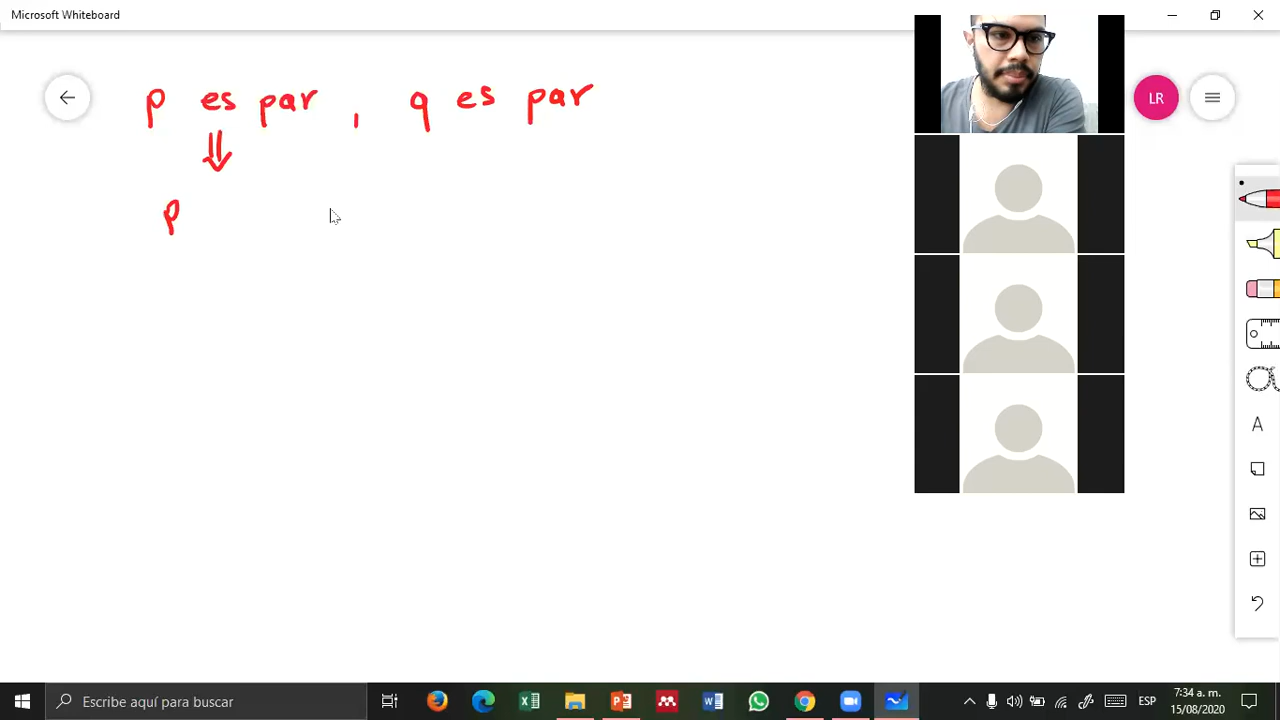 Microsoft Whiteboard
p es par , q es par
⇓
p
LR
A
Escribe aquí para buscar
ESP
7:34 a. m.
15/08/2020